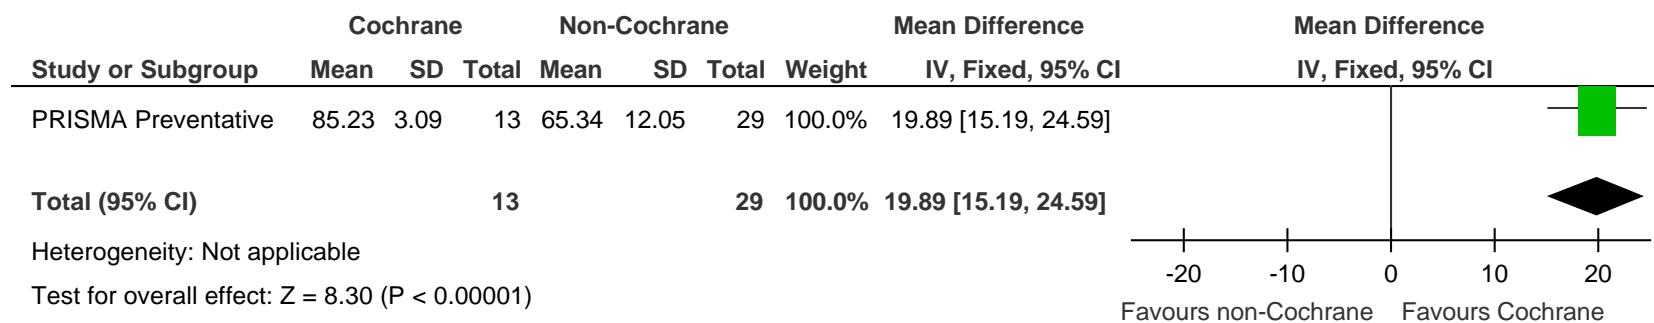 Cochrane Non-Cochrane Mean Difference Mean Difference
Study or Subgroup Mean SD Total Mean SD Total Weight IV, Fixed, 95% CI IV, Fixed, 95% CI
PRISMA Preventative 85.23 3.09 13 65.34 12.05 29 100.0% 19.89 [15.19, 24.59]
Total (95% CI) 13 29 100.0% 19.89 [15.19, 24.59]
Heterogeneity: Not applicable
-20 -10 0 10 20
Test for overall effect: Z = 8.30 (P < 0.00001)
Favours non-Cochrane Favours Cochrane